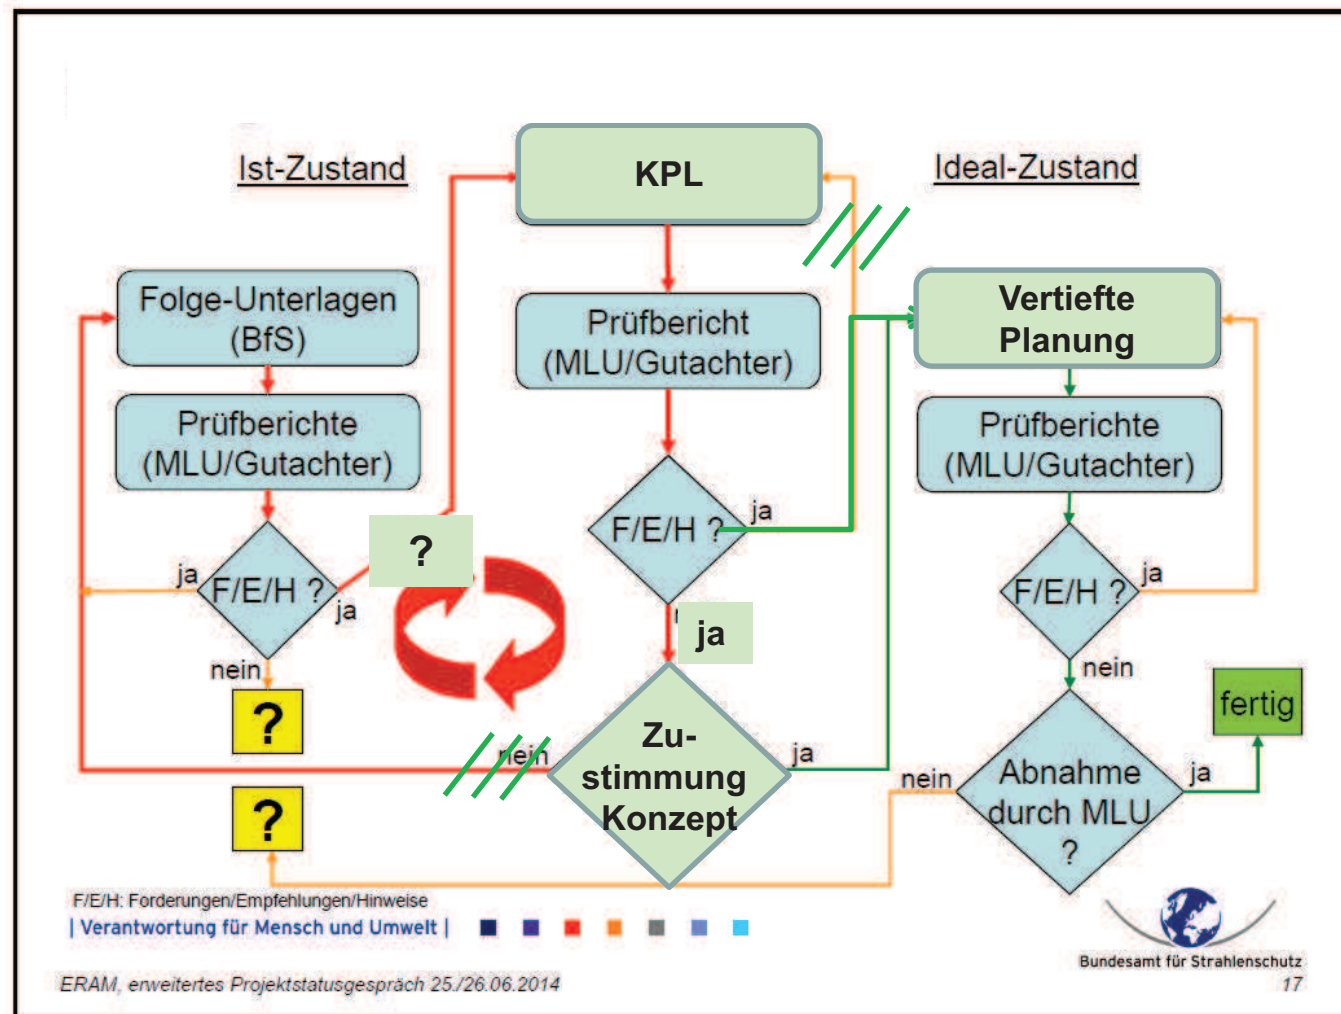 Ist-Zustand
KPL
Ideal-Zustand
Folge-Unterlagen
(BfS)
Prüfbericht
(MLU/Gutachter)
Vertiefte
Planung
Prüfberichte
(MLU/Gutachter)
Prüfberichte
(MLU/Gutachter)
F/E/H ?
ja
ja
nein
?
?
F/E/H ?
ja
ja
F/E/H ?
ja
nein
nein
Zu-
stimmung
Konzept
ja
nein
Abnahme
durch MLU
?
ja
fertig
?
F/E/H: Forderungen/Empfehlungen/Hinweise
| Verantwortung für Mensch und Umwelt |
Bundesamt für Strahlenschutz
ERAM, erweitertes Projektstatusgespräch 25./26.06.2014
17